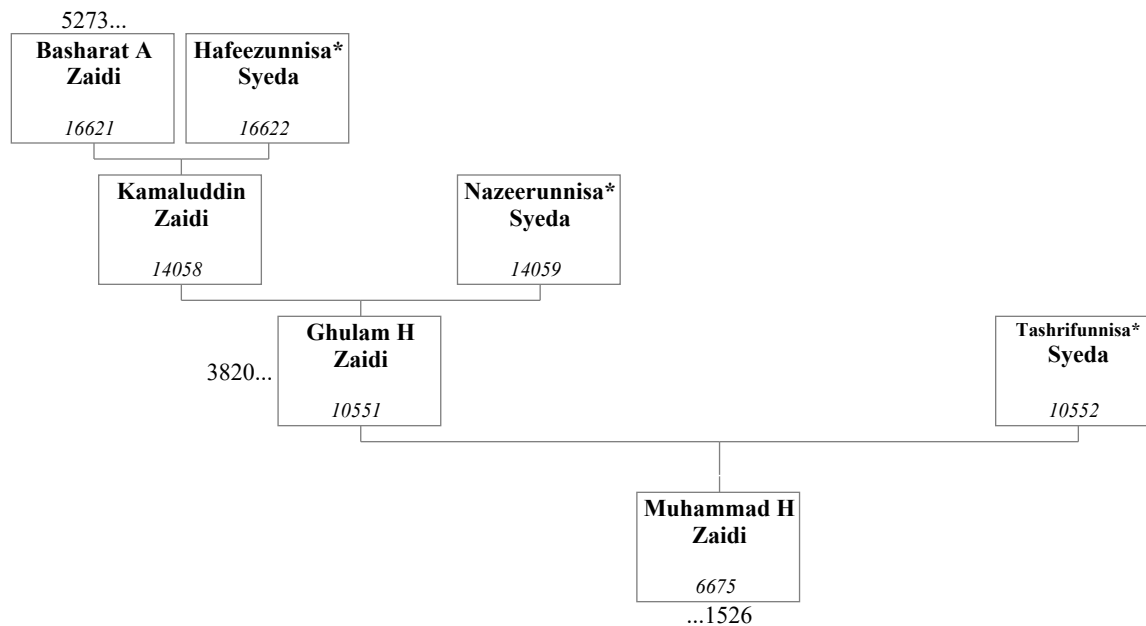 5273...
Basharat A
Zaidi
16621
Hafeezunnisa*
Syeda
16622
Kamaluddin
Zaidi
14058
Nazeerunnisa*
Syeda
14059
3820...
Ghulam H
Zaidi
10551
Tashrifunnisa*
Syeda
10552
Muhammad H
Zaidi
6675
...1526